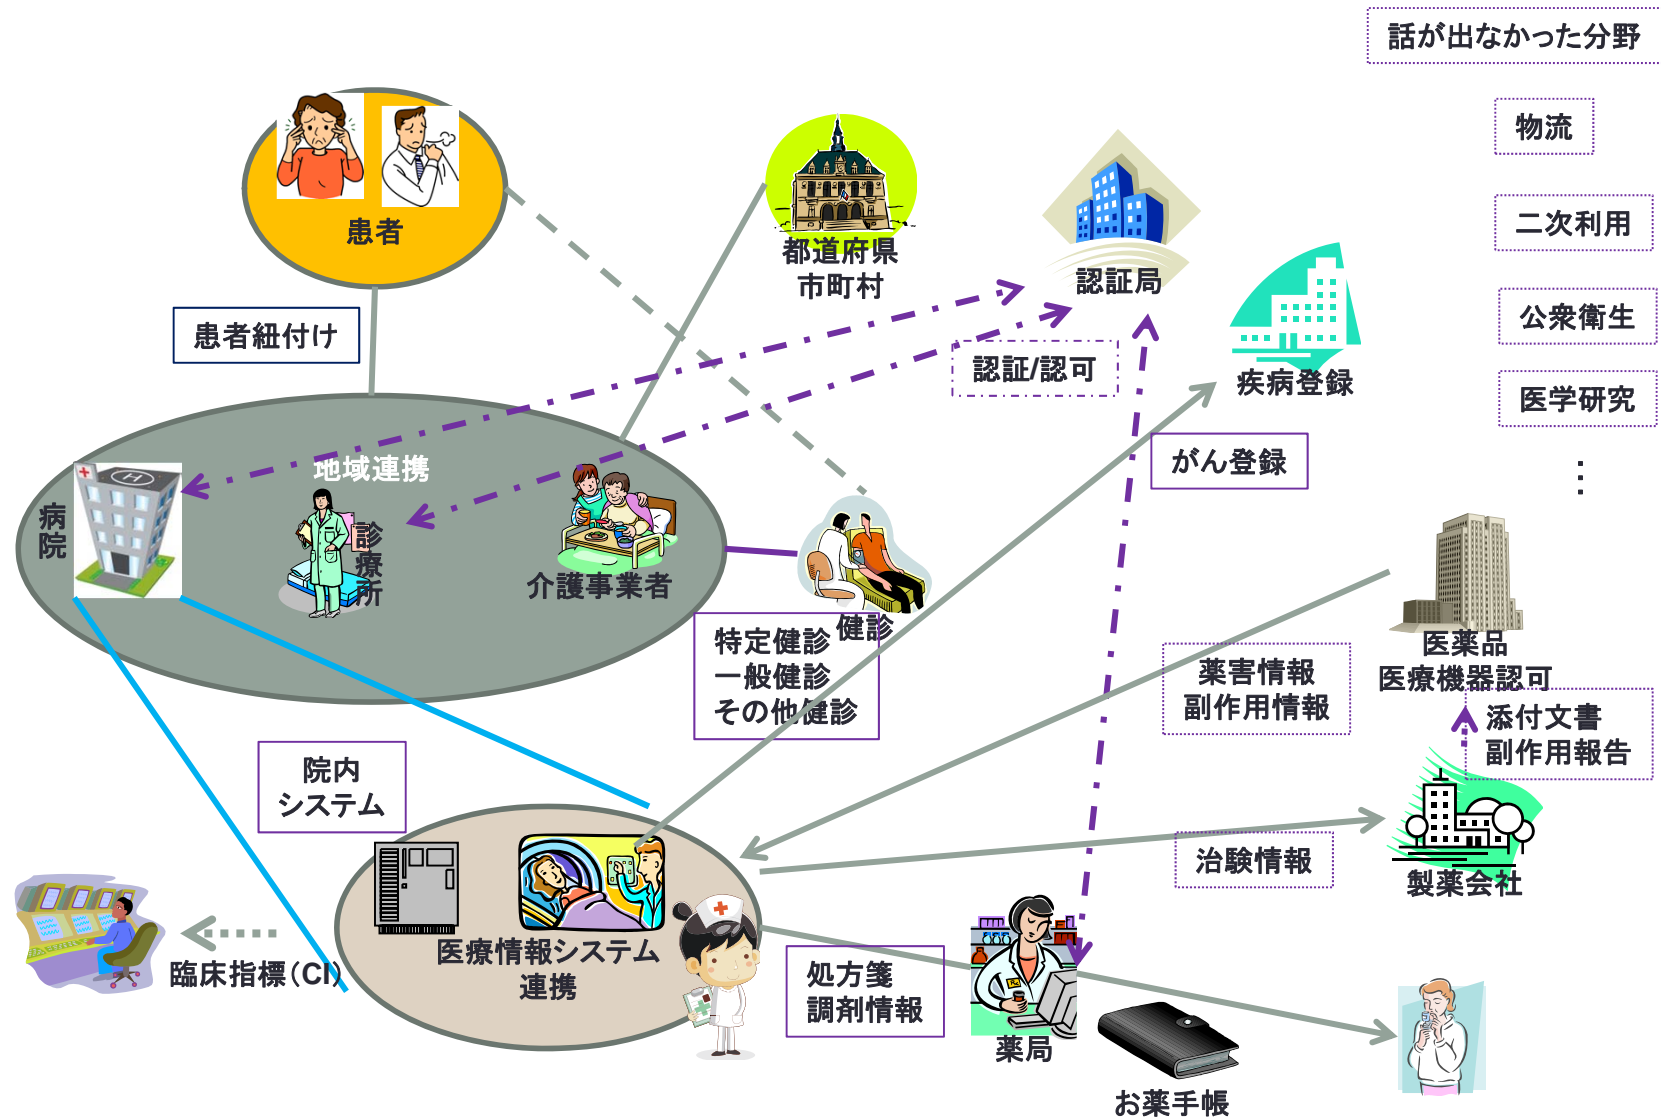 話が出なかった分野
物流
二次利用
公衆衛生
医学研究
⋮
患者
都道府県
市町村
認証局
患者紐付け
認証/認可
疾病登録
がん登録
地域連携
病院
診療所
介護事業者
健診
特定健診
一般健診
その他健診
医薬品
医療機器認可
薬害情報
副作用情報
添付文書
副作用報告
院内
システム
治験情報
製薬会社
医療情報システム
連携
臨床指標（CI）
処方箋
調剤情報
薬局
お薬手帳